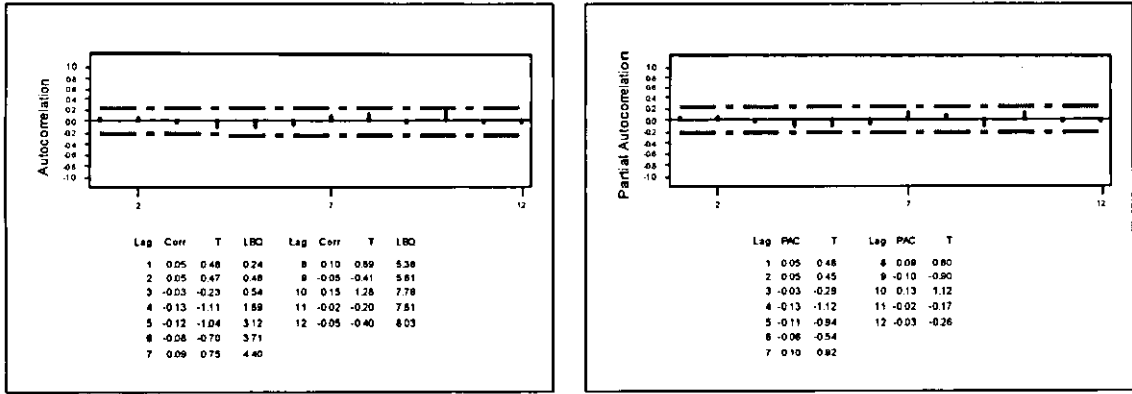 Autocorrelation
1.0
0.8
0.6
0.4
0.2
0.0
-0.2
-0.4
-0.6
-0.8
-1.0
2 7 12
Lag Corr T LBQ Lag Corr T LBQ
1 0.05 0.48 0.24 8 0.10 0.89 5.38
2 0.05 0.47 0.48 9 -0.05 -0.41 5.61
3 -0.03 -0.23 0.54 10 0.15 1.28 7.78
4 -0.13 -1.11 1.89 11 -0.02 -0.20 7.81
5 -0.12 -1.04 3.12 12 -0.05 -0.40 8.03
6 -0.08 -0.70 3.71
7 0.09 0.75 4.40
Partial Autocorrelation
1.0
0.8
0.6
0.4
0.2
0.0
-0.2
-0.4
-0.6
-0.8
-1.0
2 7 12
Lag PAC T Lag PAC T
1 0.05 0.48 8 0.09 0.80
2 0.05 0.45 9 -0.10 -0.90
3 -0.03 -0.28 10 0.13 1.12
4 -0.13 -1.12 11 -0.02 -0.17
5 -0.11 -0.94 12 -0.03 -0.26
6 -0.06 -0.54
7 0.10 0.82